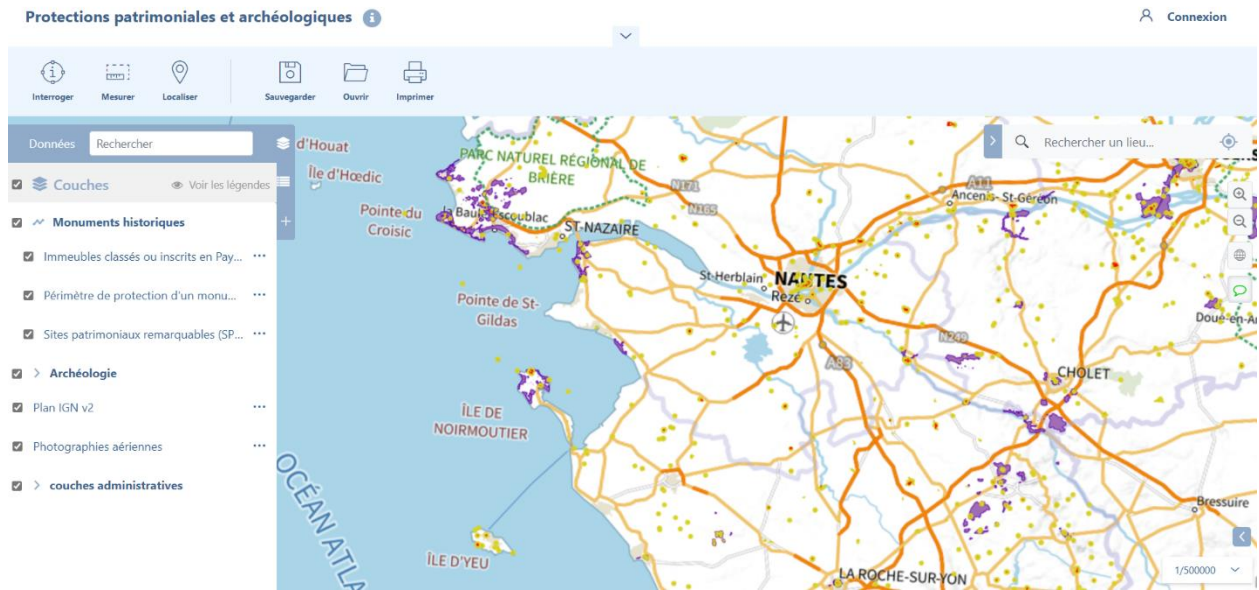 Protections patrimoniales et archéologiques i
Connexion
Interroger
Mesurer
Localiser
Sauvegarder
Ouvrir
Imprimer
Données
Rechercher
Couches
Voir les légendes
Monuments historiques
Immeubles classés ou inscrits en Pay...
Périmètre de protection d'un monu...
Sites patrimoniaux remarquables (SP...
Archéologie
Plan IGN v2
Photographies aériennes
couches administratives
Rechercher un lieu...
d'Houat
Île d'Hœdic
PARC NATUREL RÉGIONAL DE
BRIÈRE
N171
N165
A11
Ancenis-St-Géréon
Pointe du
Croisic
la Baule-Escoublac
ST-NAZAIRE
St-Herblain
NANTES
Rezé
Pointe de St-
Gildas
Doué-en-A
N249
A83
CHOLET
ÎLE DE
NOIRMOUTIER
OCÉAN ATLA
Bressuire
ÎLE D'YEU
LA ROCHE-SUR-YON
1/500000